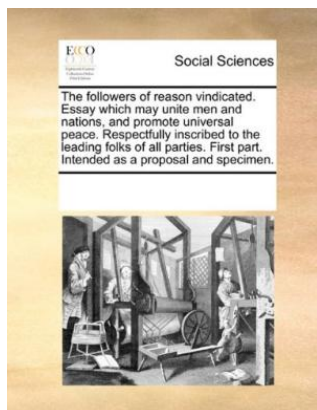 ECCO
Social Sciences
The followers of reason vindicated.
Essay which may unite men and
nations, and promote universal
peace. Respectfully inscribed to the
leading folks of all parties. First part.
Intended as a proposal and specimen.